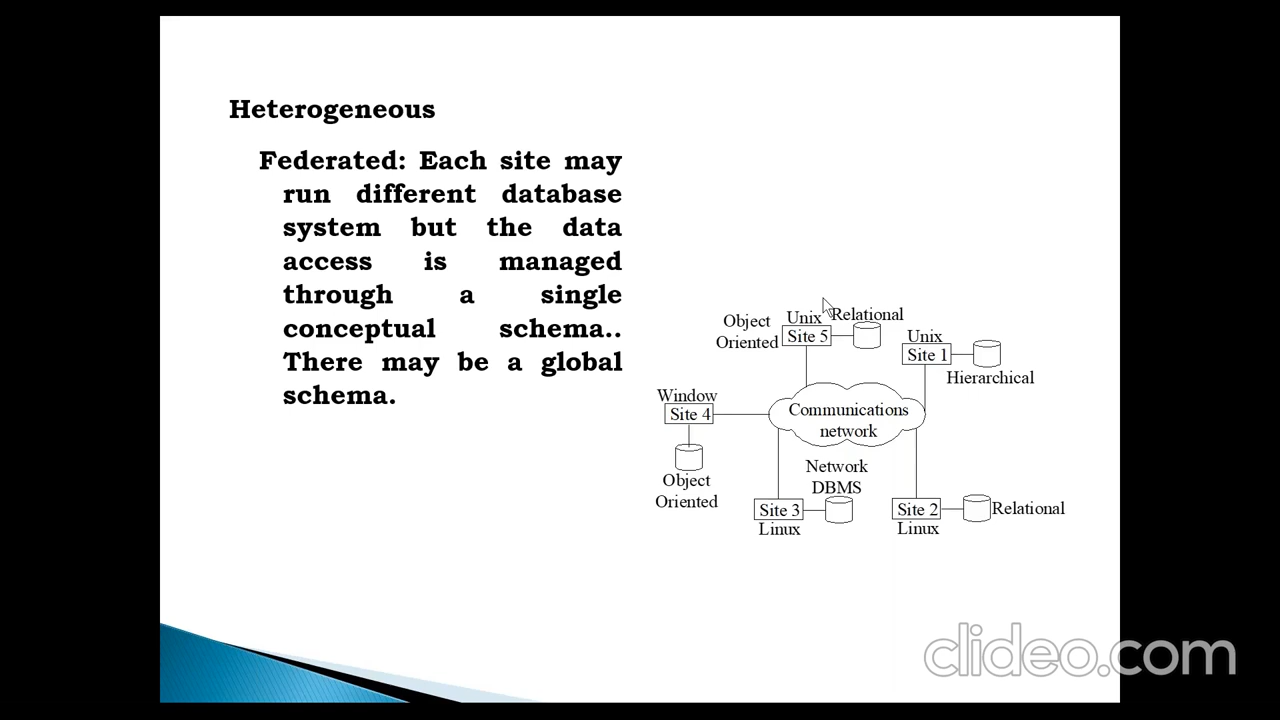 Heterogeneous
Federated: Each site may
run different database
system but the data
access is managed
through a single
conceptual schema..
There may be a global
schema.
Object
Oriented
Unix
Relational
Site 5
Unix
Site 1
Hierarchical
Window
Site 4
Communications
network
Object
Oriented
Network
DBMS
Site 3
Linux
Site 2
Relational
Linux
clideo.com